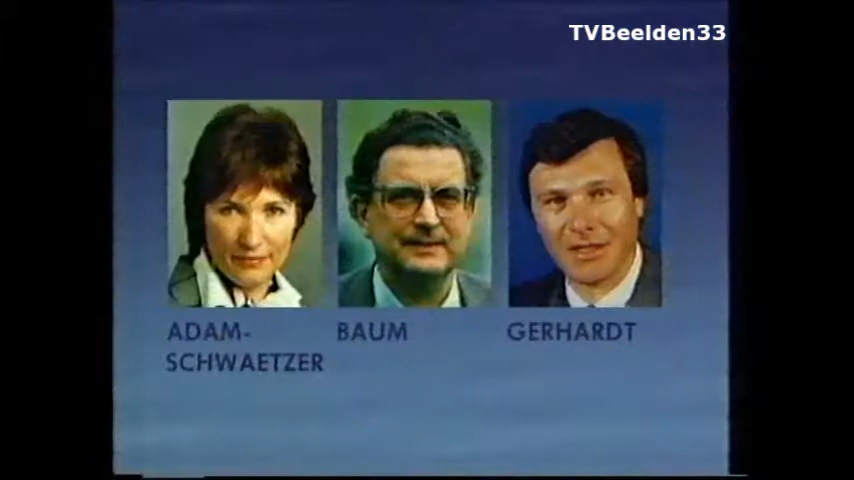 TVBeelden33
ADAM-
SCHWAETZER
BAUM
GERHARDT